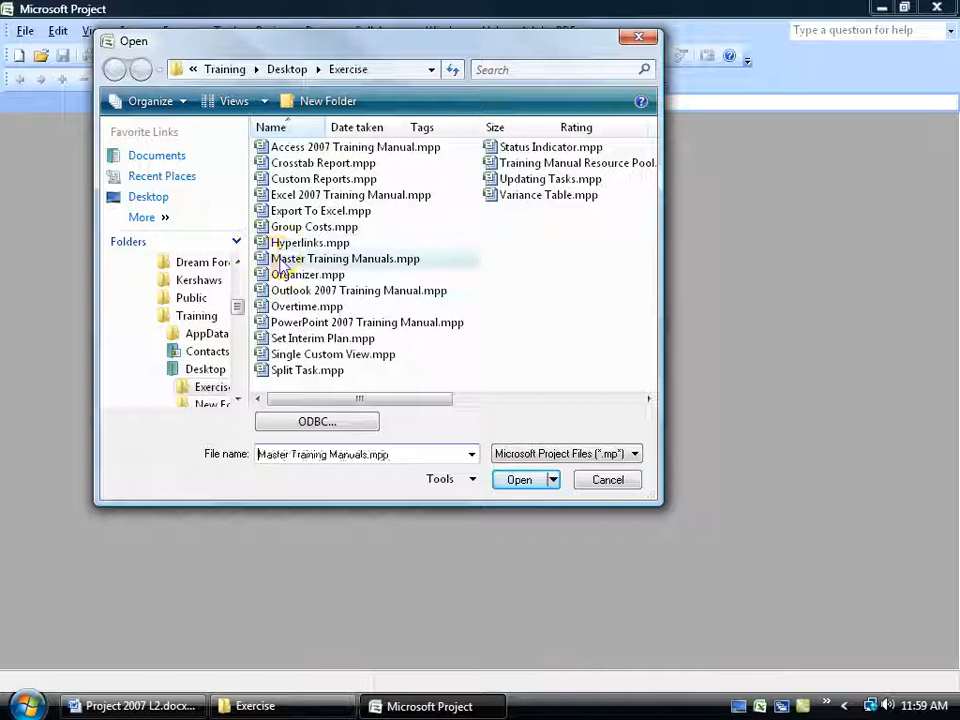 Microsoft Project
File Edit
Type a question for help
Open
« Training Desktop Exercise
Search
Organize Views New Folder
Favorite Links
Documents
Recent Places
Desktop
More »
Folders
Dream For
Kershaws
Public
Training
AppData
Contacts
Desktop
Exercis
Name Date taken Tags Size Rating
Access 2007 Training Manual.mpp
Crosstab Report.mpp
Custom Reports.mpp
Excel 2007 Training Manual.mpp
Export To Excel.mpp
Group Costs.mpp
Hyperlinks.mpp
Master Training Manuals.mpp
Organizer.mpp
Outlook 2007 Training Manual.mpp
Overtime.mpp
PowerPoint 2007 Training Manual.mpp
Set Interim Plan.mpp
Single Custom View.mpp
Split Task.mpp
Status Indicator.mpp
Training Manual Resource Pool.
Updating Tasks.mpp
Variance Table.mpp
ODBC...
File name: Master Training Manuals.mpp
Microsoft Project Files (*.mp*)
Tools Open Cancel
Project 2007 L2.docx... Exercise Microsoft Project » 11:59 AM